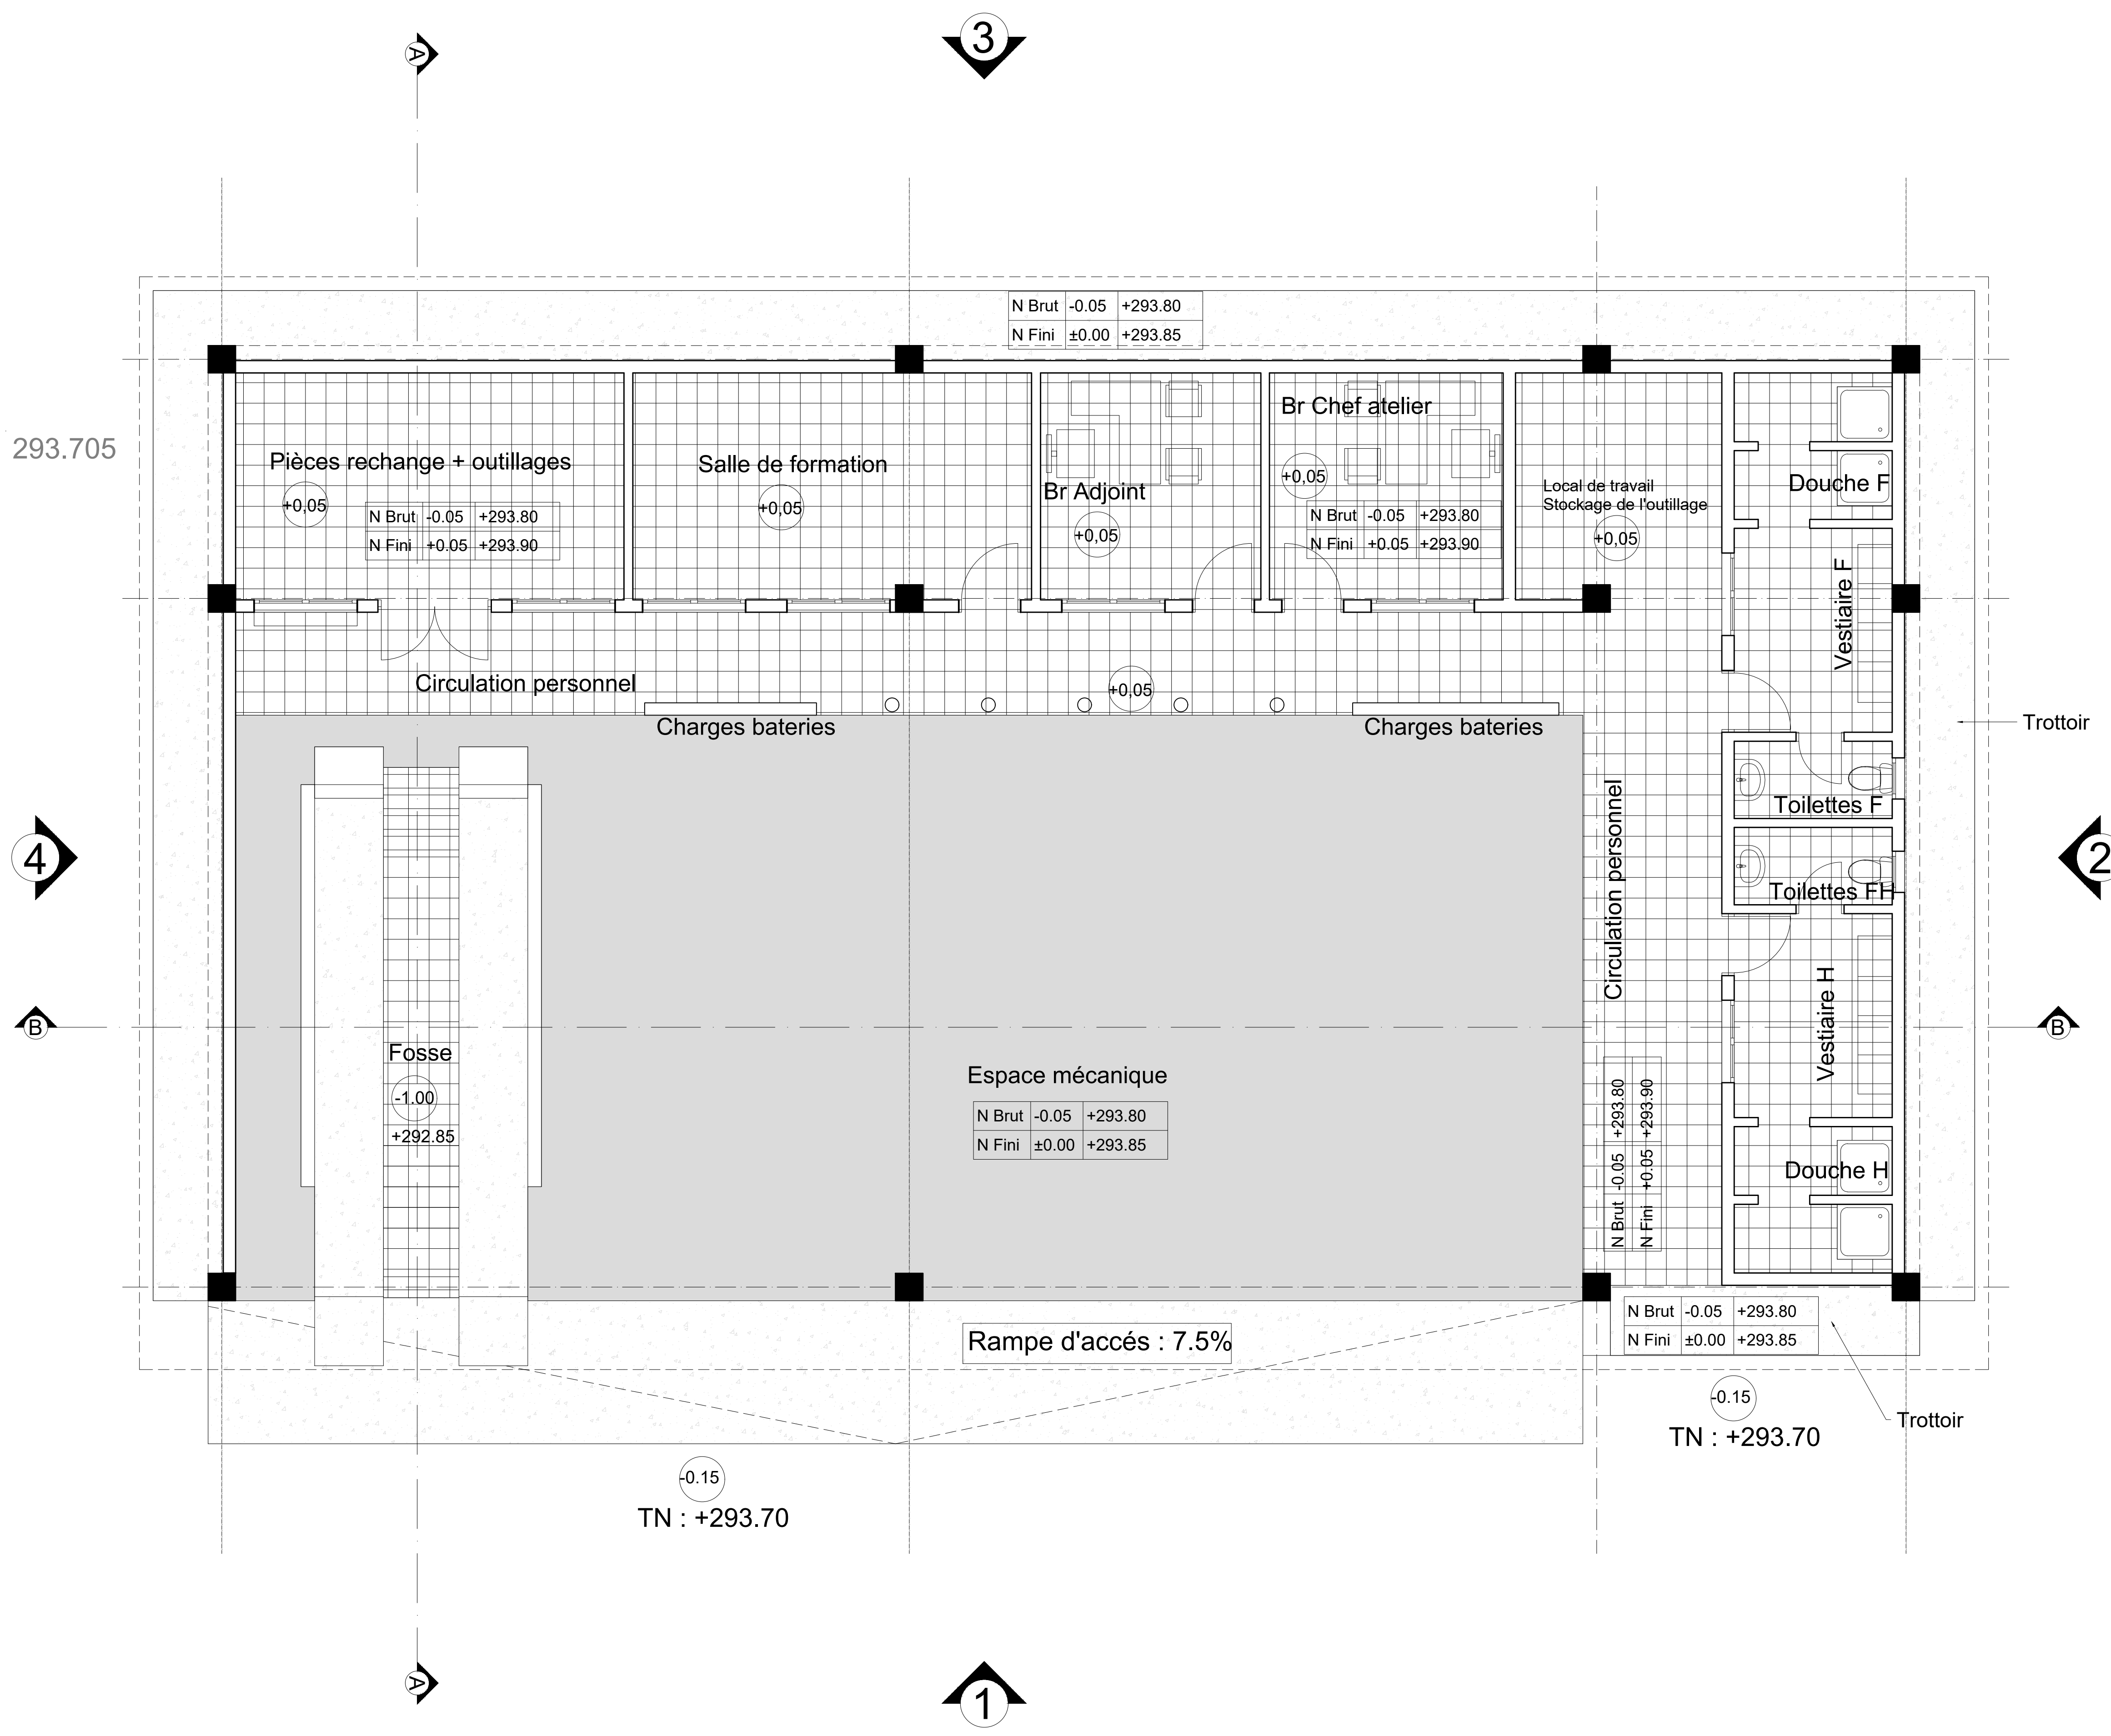 A
3
N Brut -0.05 +293.80
N Fini ±0.00 +293.85
293.705
Pièces rechange + outillages
+0,05
N Brut -0.05 +293.80
N Fini +0.05 +293.90
Salle de formation
+0,05
Br Adjoint
+0,05
Br Chef atelier
+0,05
N Brut -0.05 +293.80
N Fini +0.05 +293.90
Local de travail
Stockage de l'outillage
+0,05
Douche F
Vestiaire F
Circulation personnel
+0,05
Charges bateries
Charges bateries
Trottoir
Toilettes F
Toilettes FH
Circulation personnel
4
2
Vestiaire H
B
B
Fosse
-1.00
+292.85
Espace mécanique
N Brut -0.05 +293.80
N Fini ±0.00 +293.85
N Brut -0.05 +293.80
N Fini +0.05 +293.90
Douche H
Rampe d'accés : 7.5%
N Brut -0.05 +293.80
N Fini ±0.00 +293.85
-0.15
TN : +293.70
Trottoir
-0.15
TN : +293.70
A
1